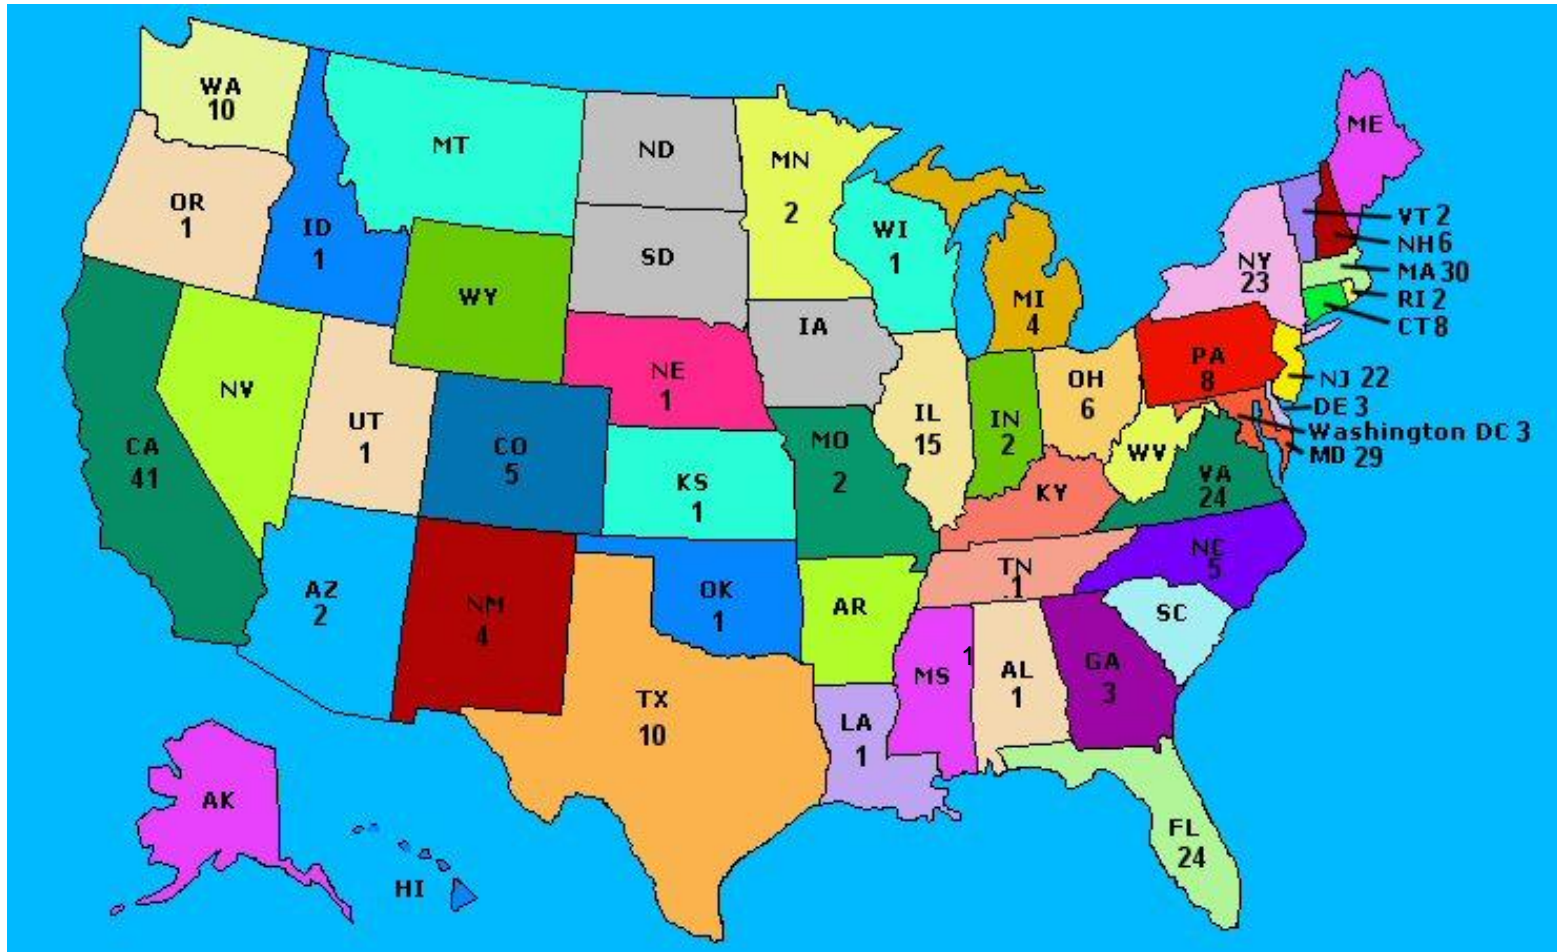 WA
10
MT
ND
MN
2
ME
OR
1
ID
1
WY
SD
WI
1
MI
4
NY
23
VT 2
NH 6
MA 30
RI 2
CT 8
NV
UT
1
CO
5
NE
1
IA
IL
15
IN
2
OH
6
PA
8
NJ 22
DE 3
Washington DC 3
MD 29
CA
41
KS
1
MO
2
KY
WV
VA
24
AZ
2
NM
4
OK
1
AR
TN
1
NC
5
SC
TX
10
LA
1
MS
1
AL
1
GA
3
FL
24
AK
HI